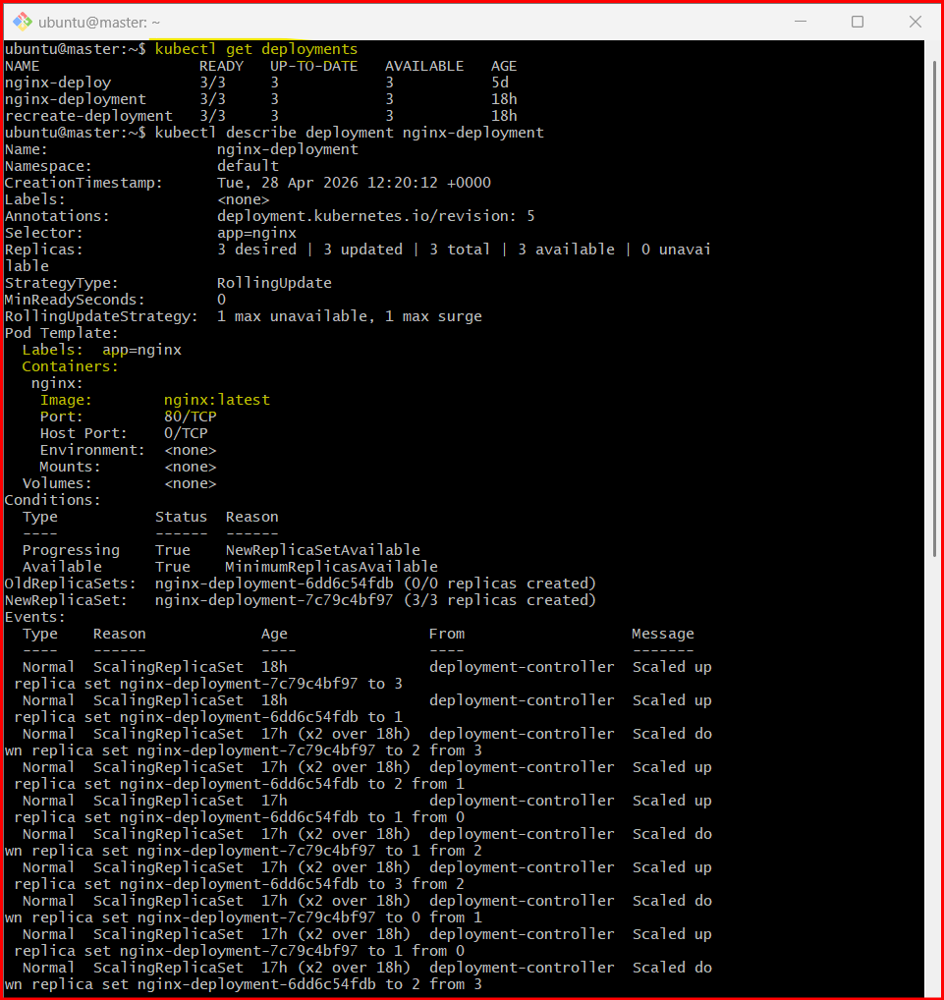 ubuntu@master: ~
ubuntu@master:~$ kubectl get deployments
NAME                  READY   UP-TO-DATE   AVAILABLE   AGE
nginx-deploy          3/3     3            3           5d
nginx-deployment      3/3     3            3           18h
recreate-deployment   3/3     3            3           18h
ubuntu@master:~$ kubectl describe deployment nginx-deployment
Name:                   nginx-deployment
Namespace:              default
CreationTimestamp:      Tue, 28 Apr 2026 12:20:12 +0000
Labels:                 <none>
Annotations:            deployment.kubernetes.io/revision: 5
Selector:               app=nginx
Replicas:               3 desired | 3 updated | 3 total | 3 available | 0 unavai
lable
StrategyType:           RollingUpdate
MinReadySeconds:        0
RollingUpdateStrategy:  1 max unavailable, 1 max surge
Pod Template:
  Labels:  app=nginx
  Containers:
   nginx:
    Image:        nginx:latest
    Port:         80/TCP
    Host Port:    0/TCP
    Environment:  <none>
    Mounts:       <none>
  Volumes:        <none>
Conditions:
  Type           Status  Reason
  ----           ------  ------
  Progressing    True    NewReplicaSetAvailable
  Available      True    MinimumReplicasAvailable
OldReplicaSets:  nginx-deployment-6dd6c54fdb (0/0 replicas created)
NewReplicaSet:   nginx-deployment-7c79c4bf97 (3/3 replicas created)
Events:
  Type    Reason             Age                From                   Message
  ----    ------             ----               ----                   -------
  Normal  ScalingReplicaSet  18h                deployment-controller  Scaled up
 replica set nginx-deployment-7c79c4bf97 to 3
  Normal  ScalingReplicaSet  18h                deployment-controller  Scaled up
 replica set nginx-deployment-6dd6c54fdb to 1
  Normal  ScalingReplicaSet  17h (x2 over 18h)  deployment-controller  Scaled do
wn replica set nginx-deployment-7c79c4bf97 to 2 from 3
  Normal  ScalingReplicaSet  17h (x2 over 18h)  deployment-controller  Scaled up
 replica set nginx-deployment-6dd6c54fdb to 2 from 1
  Normal  ScalingReplicaSet  17h                deployment-controller  Scaled up
 replica set nginx-deployment-6dd6c54fdb to 1 from 0
  Normal  ScalingReplicaSet  17h (x2 over 18h)  deployment-controller  Scaled do
wn replica set nginx-deployment-7c79c4bf97 to 1 from 2
  Normal  ScalingReplicaSet  17h (x2 over 18h)  deployment-controller  Scaled up
 replica set nginx-deployment-6dd6c54fdb to 3 from 2
  Normal  ScalingReplicaSet  17h (x2 over 18h)  deployment-controller  Scaled do
wn replica set nginx-deployment-7c79c4bf97 to 0 from 1
  Normal  ScalingReplicaSet  17h (x2 over 18h)  deployment-controller  Scaled up
 replica set nginx-deployment-7c79c4bf97 to 1 from 0
  Normal  ScalingReplicaSet  17h (x2 over 18h)  deployment-controller  Scaled do
wn replica set nginx-deployment-6dd6c54fdb to 2 from 3